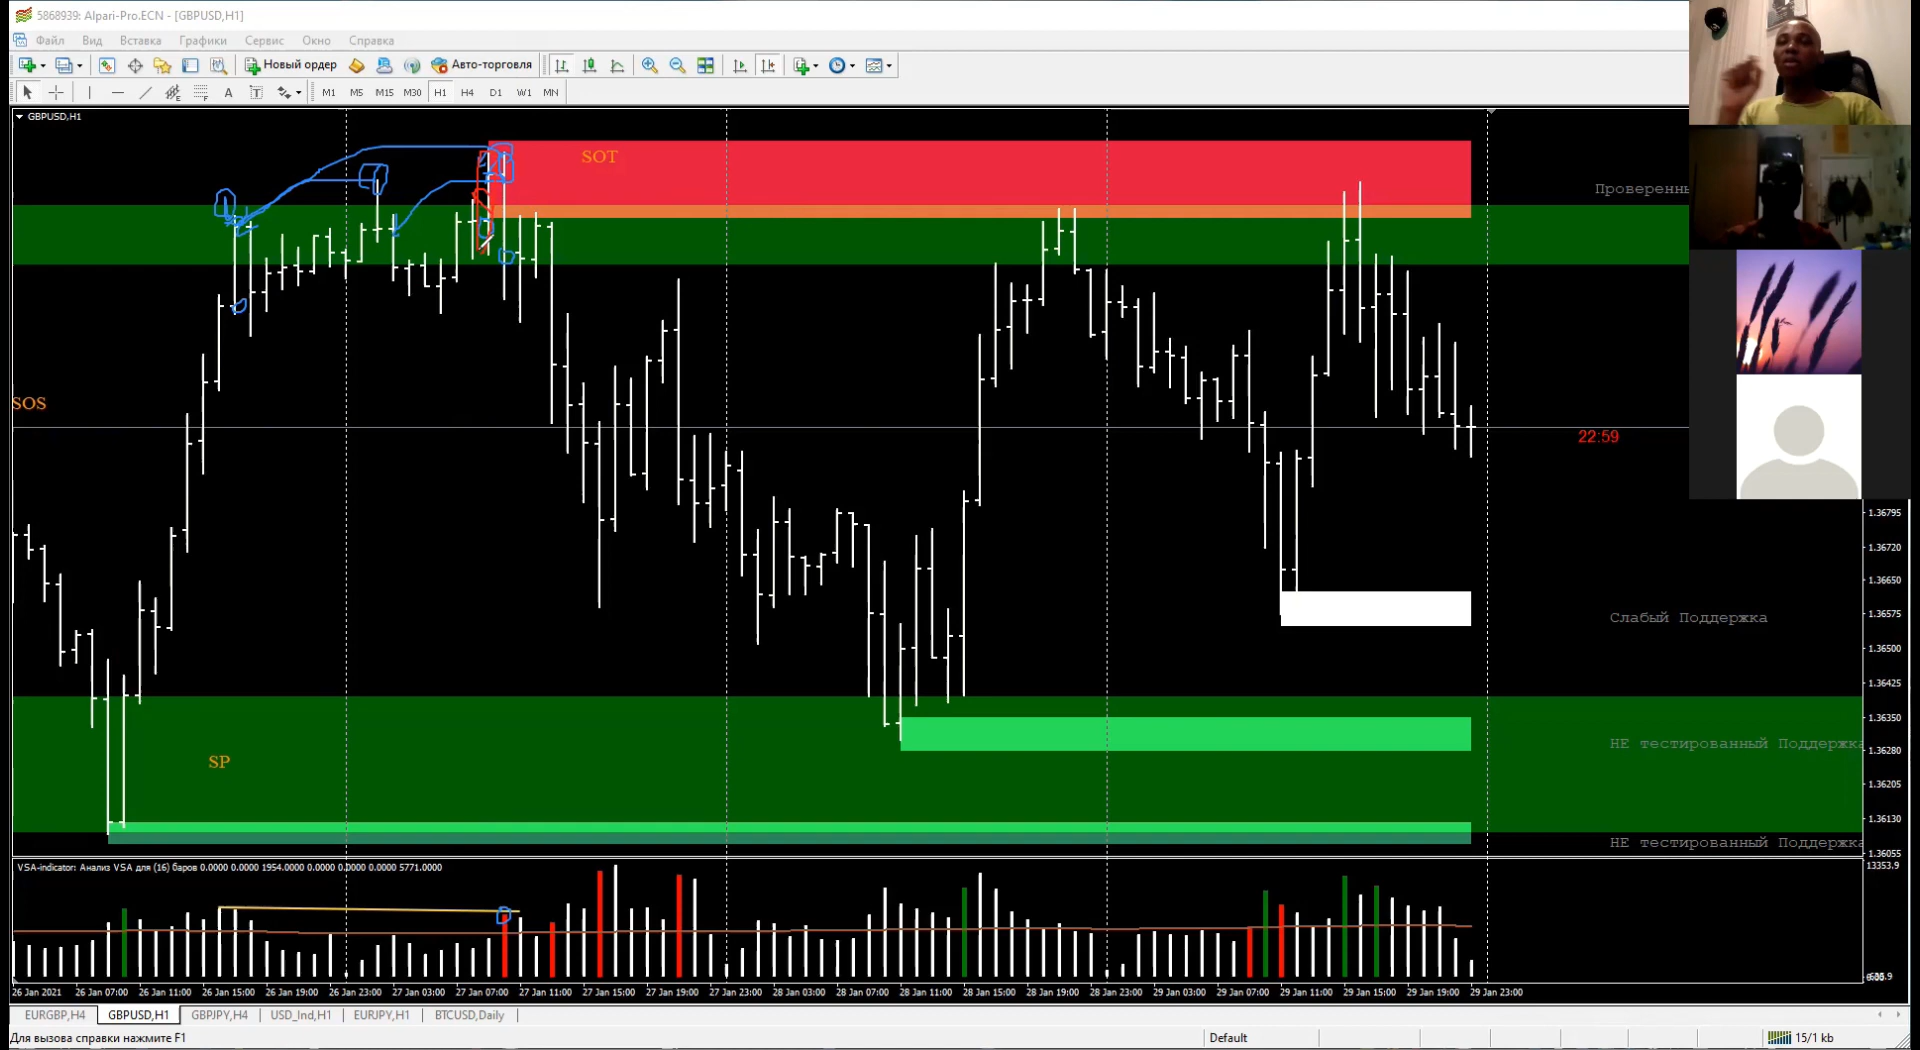 5868939: Alpari-Pro.ECN - [GBPUSD,H1]
Файл Вид Вставка Графики Сервис Окно Справка
Новый ордер Авто-торговля
A T M1 M5 M15 M30 H1 H4 D1 W1 MN
GBPUSD,H1
SOT
Проверенны
SOS
22:59
1.36795
1.36720
1.36650
1.36575
Слабый Поддержка
1.36500
1.36425
1.36350
НЕ тестированный Поддержка
1.36280
SP
1.36205
1.36130
НЕ тестированный Поддержка
1.36055
VSA-indicator: Анализ VSA для (16) баров 0.0000 0.0000 1954.0000 0.0000 0.0000 0.0000 5771.0000
13353.9
26 Jan 2021 26 Jan 07:00 26 Jan 11:00 26 Jan 15:00 26 Jan 19:00 26 Jan 23:00 27 Jan 03:00 27 Jan 07:00 27 Jan 11:00 27 Jan 15:00 27 Jan 19:00 27 Jan 23:00 28 Jan 03:00 28 Jan 07:00 28 Jan 11:00 28 Jan 15:00 28 Jan 19:00 28 Jan 23:00 29 Jan 03:00 29 Jan 07:00 29 Jan 11:00 29 Jan 15:00 29 Jan 19:00 29 Jan 23:00
EURGBP,H4 GBPUSD,H1 GBPJPY,H4 USD_Ind,H1 EURJPY,H1 BTCUSD,Daily
Для вызова справки нажмите F1 Default 15/1 kb